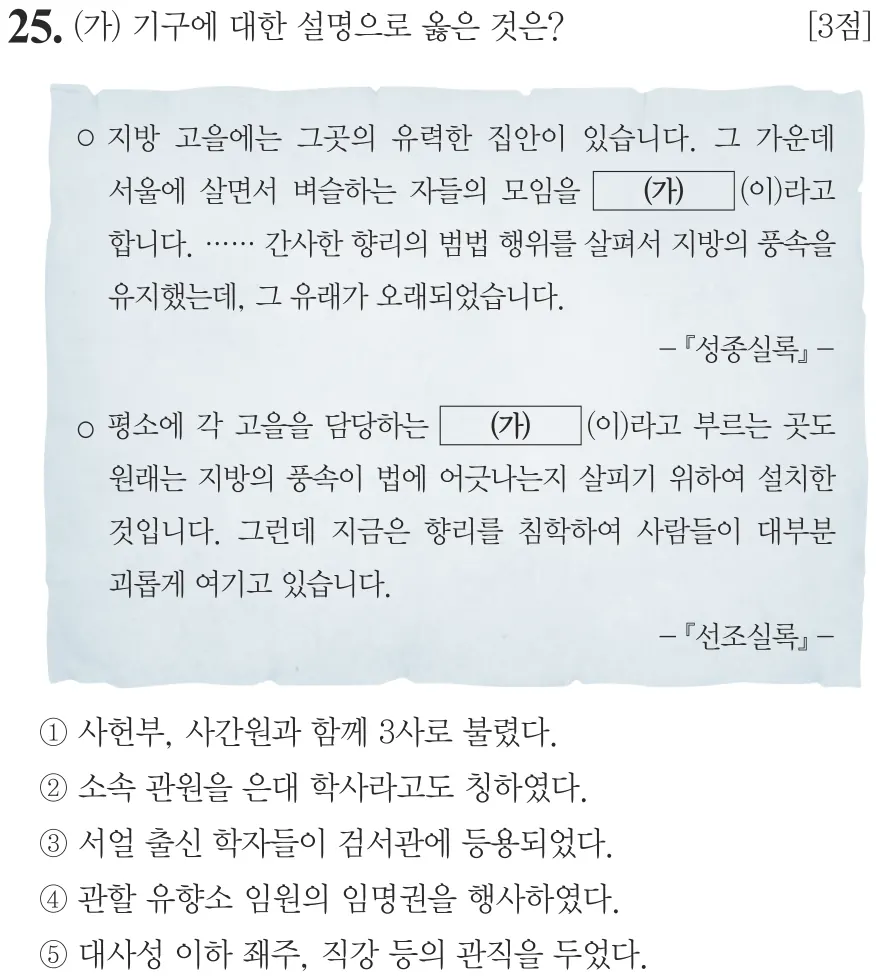 25. (가) 기구에 대한 설명으로 옳은 것은? [3점]
○ 지방 고을에는 그곳의 유력한 집안이 있습니다. 그 가운데
서울에 살면서 벼슬하는 자들의 모임을 (가) (이)라고
합니다. …… 간사한 향리의 범법 행위를 살펴서 지방의 풍속을
유지했는데, 그 유래가 오래되었습니다.
-『성종실록』-
○ 평소에 각 고을을 담당하는 (가) (이)라고 부르는 곳도
원래는 지방의 풍속이 법에 어긋나는지 살피기 위하여 설치한
것입니다. 그런데 지금은 향리를 침학하여 사람들이 대부분
괴롭게 여기고 있습니다.
-『선조실록』-
① 사헌부, 사간원과 함께 3사로 불렸다.
② 소속 관원을 은대 학사라고도 칭하였다.
③ 서얼 출신 학자들이 검서관에 등용되었다.
④ 관할 유향소 임원의 임명권을 행사하였다.
⑤ 대사성 이하 좨주, 직강 등의 관직을 두었다.